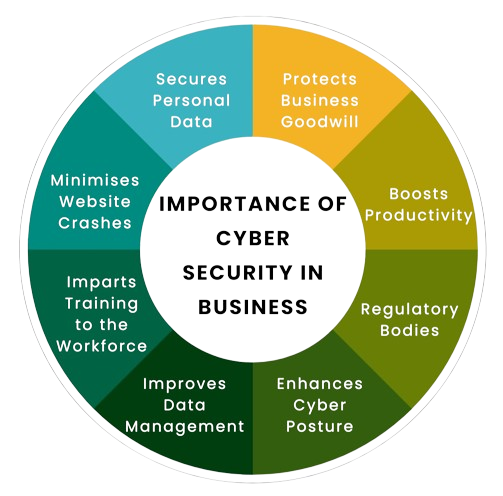 IMPORTANCE OF
CYBER
SECURITY IN
BUSINESS
Protects
Business
Goodwill
Boosts
Productivity
Regulatory
Bodies
Enhances
Cyber
Posture
Improves
Data
Management
Imparts
Training
to the
Workforce
Minimises
Website
Crashes
Secures
Personal
Data